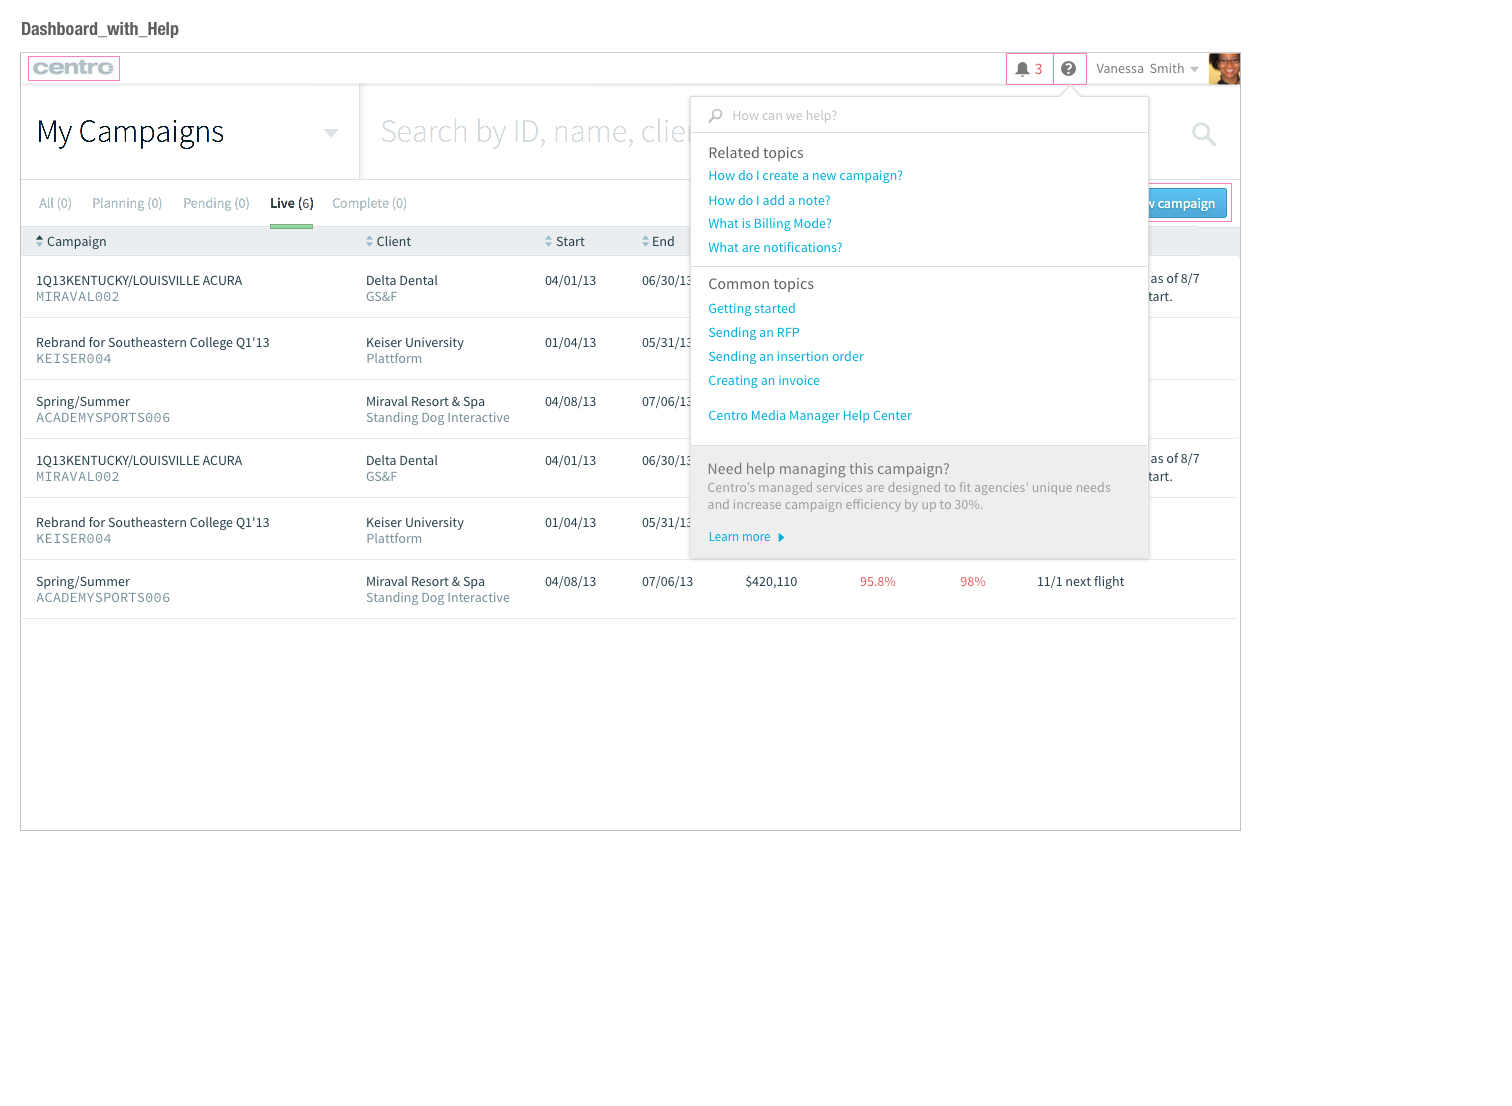 Dashboard_with_Help
centro
3
?
Vanessa Smith
My Campaigns
Search by ID, name, clie
How can we help?
Related topics
How do I create a new campaign?
How do I add a note?
What is Billing Mode?
What are notifications?
Common topics
Getting started
Sending an RFP
Sending an insertion order
Creating an invoice
Centro Media Manager Help Center
Need help managing this campaign?
Centro's managed services are designed to fit agencies' unique needs
and increase campaign efficiency by up to 30%.
Learn more
All (0) Planning (0) Pending (0) Live (6) Complete (0)
w campaign
Campaign Client Start End
1Q13KENTUCKY/LOUISVILLE ACURA Delta Dental 04/01/13 06/30/13 as of 8/7
MIRAVAL002 GS&F tart.
Rebrand for Southeastern College Q1'13 Keiser University 01/04/13 05/31/13
KEISER004 Plattform
Spring/Summer Miraval Resort & Spa 04/08/13 07/06/13
ACADEMYSPORTS006 Standing Dog Interactive
1Q13KENTUCKY/LOUISVILLE ACURA Delta Dental 04/01/13 06/30/13 as of 8/7
MIRAVAL002 GS&F tart.
Rebrand for Southeastern College Q1'13 Keiser University 01/04/13 05/31/13
KEISER004 Plattform
Spring/Summer Miraval Resort & Spa 04/08/13 07/06/13 $420,110 95.8% 98% 11/1 next flight
ACADEMYSPORTS006 Standing Dog Interactive